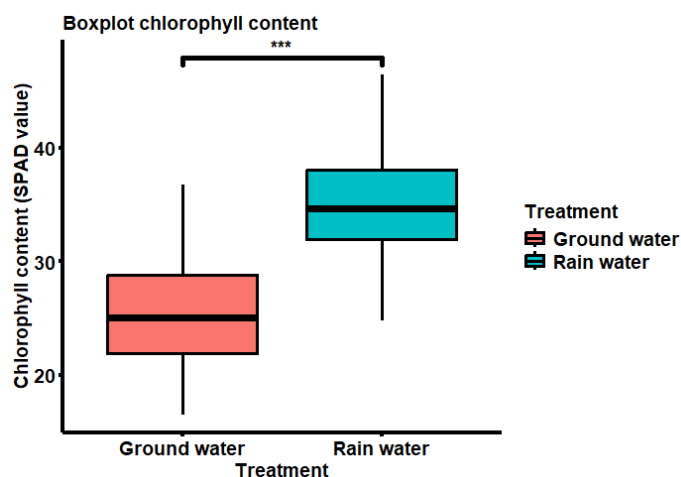 Boxplot chlorophyll content
***
Chlorophyll content (SPAD value)
40
30
20
Ground water
Rain water
Treatment
Treatment
Ground water
Rain water